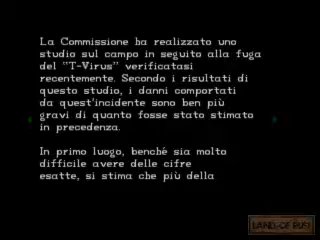 La Commissione ha realizzato uno
studio sul campo in seguito alla fuga
del "T-Virus" verificatasi
recentemente. Secondo i risultati di
questo studio, i danni comportati
da quest'incidente sono ben più
gravi di quanto fosse stato stimato
in precedenza.
In primo luogo, benché sia molto
difficile avere delle cifre
esatte, si stima che più della
LAND-OF